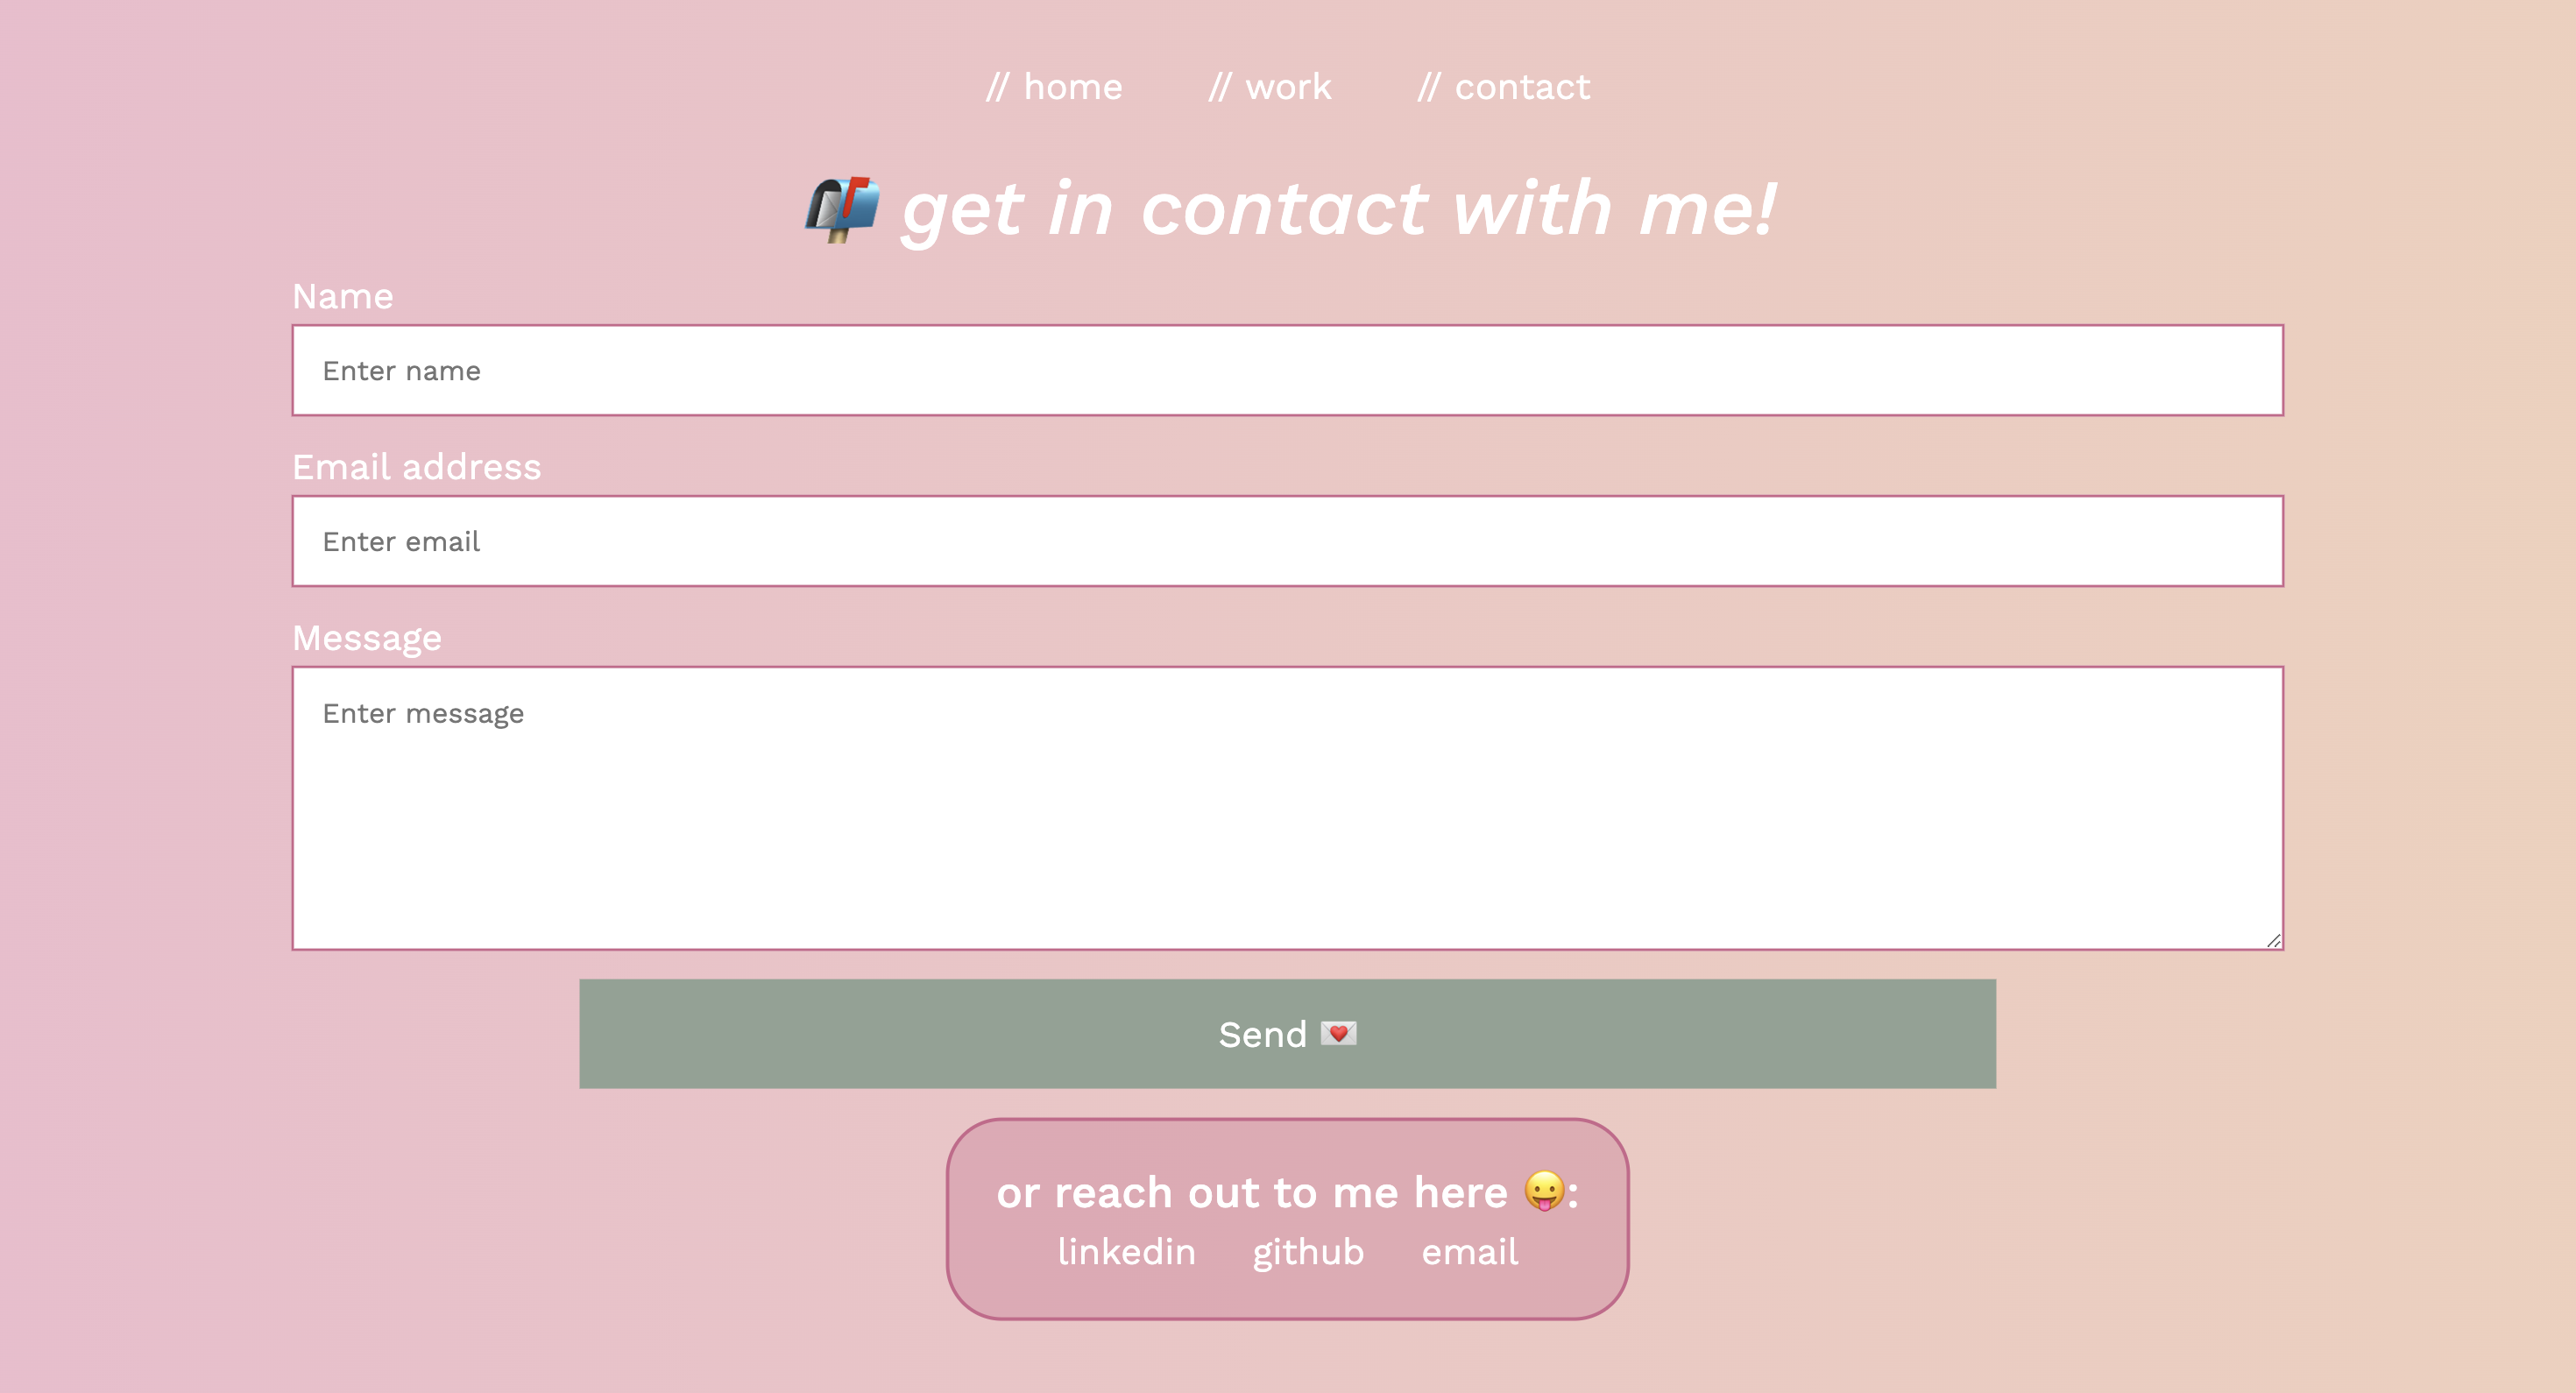 // home // work // contact
📬 get in contact with me!
Name
Enter name
Email address
Enter email
Message
Enter message
Send 💌
or reach out to me here 😛:
linkedin github email